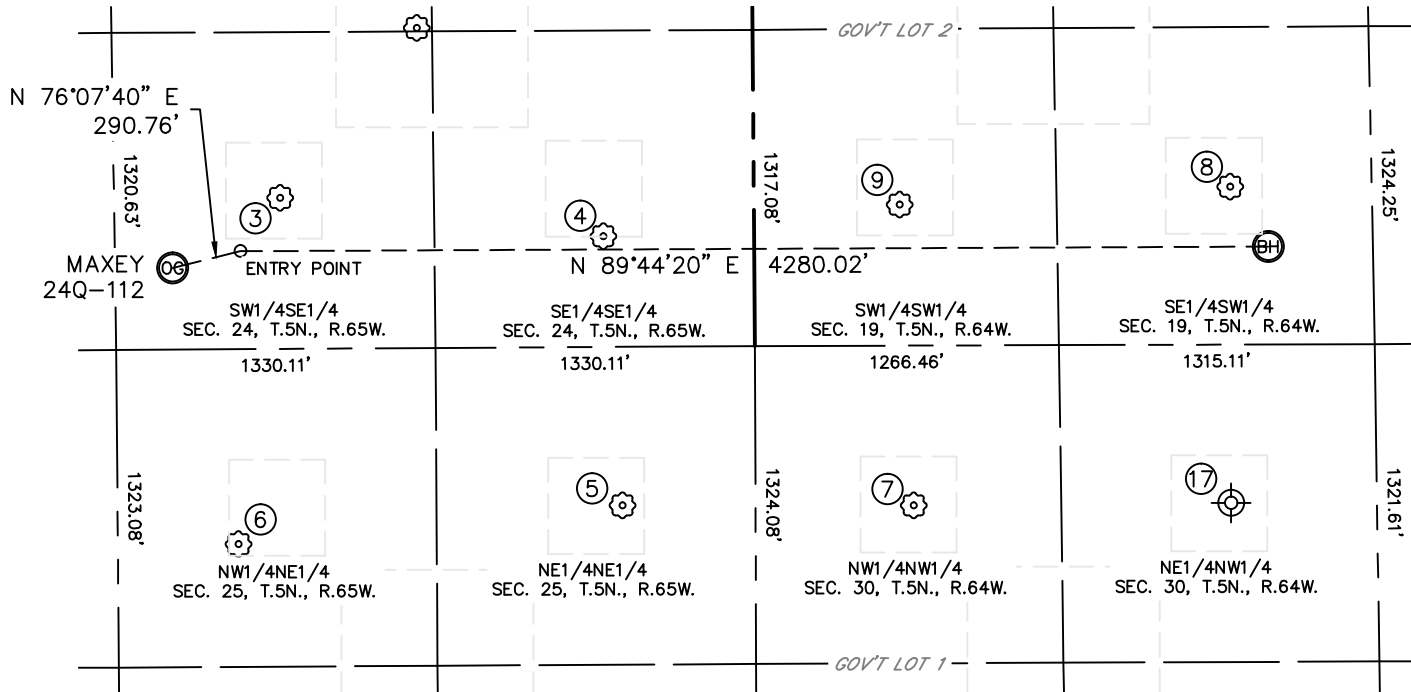 GOV'T LOT 2
N 76°07'40" E
290.76'
1320.63'
1317.08'
1324.25'
3
4
9
8
MAXEY
24Q-112
OG
ENTRY POINT
N 89°44'20" E 4280.02'
BH
SW1/4SE1/4
SEC. 24, T.5N., R.65W.
SE1/4SE1/4
SEC. 24, T.5N., R.65W.
SW1/4SW1/4
SEC. 19, T.5N., R.64W.
SE1/4SW1/4
SEC. 19, T.5N., R.64W.
1330.11'
1330.11'
1266.46'
1315.11'
1323.08'
1324.08'
1321.61'
6
5
7
17
NW1/4NE1/4
SEC. 25, T.5N., R.65W.
NE1/4NE1/4
SEC. 25, T.5N., R.65W.
NW1/4NW1/4
SEC. 30, T.5N., R.64W.
NE1/4NW1/4
SEC. 30, T.5N., R.64W.
GOV'T LOT 1